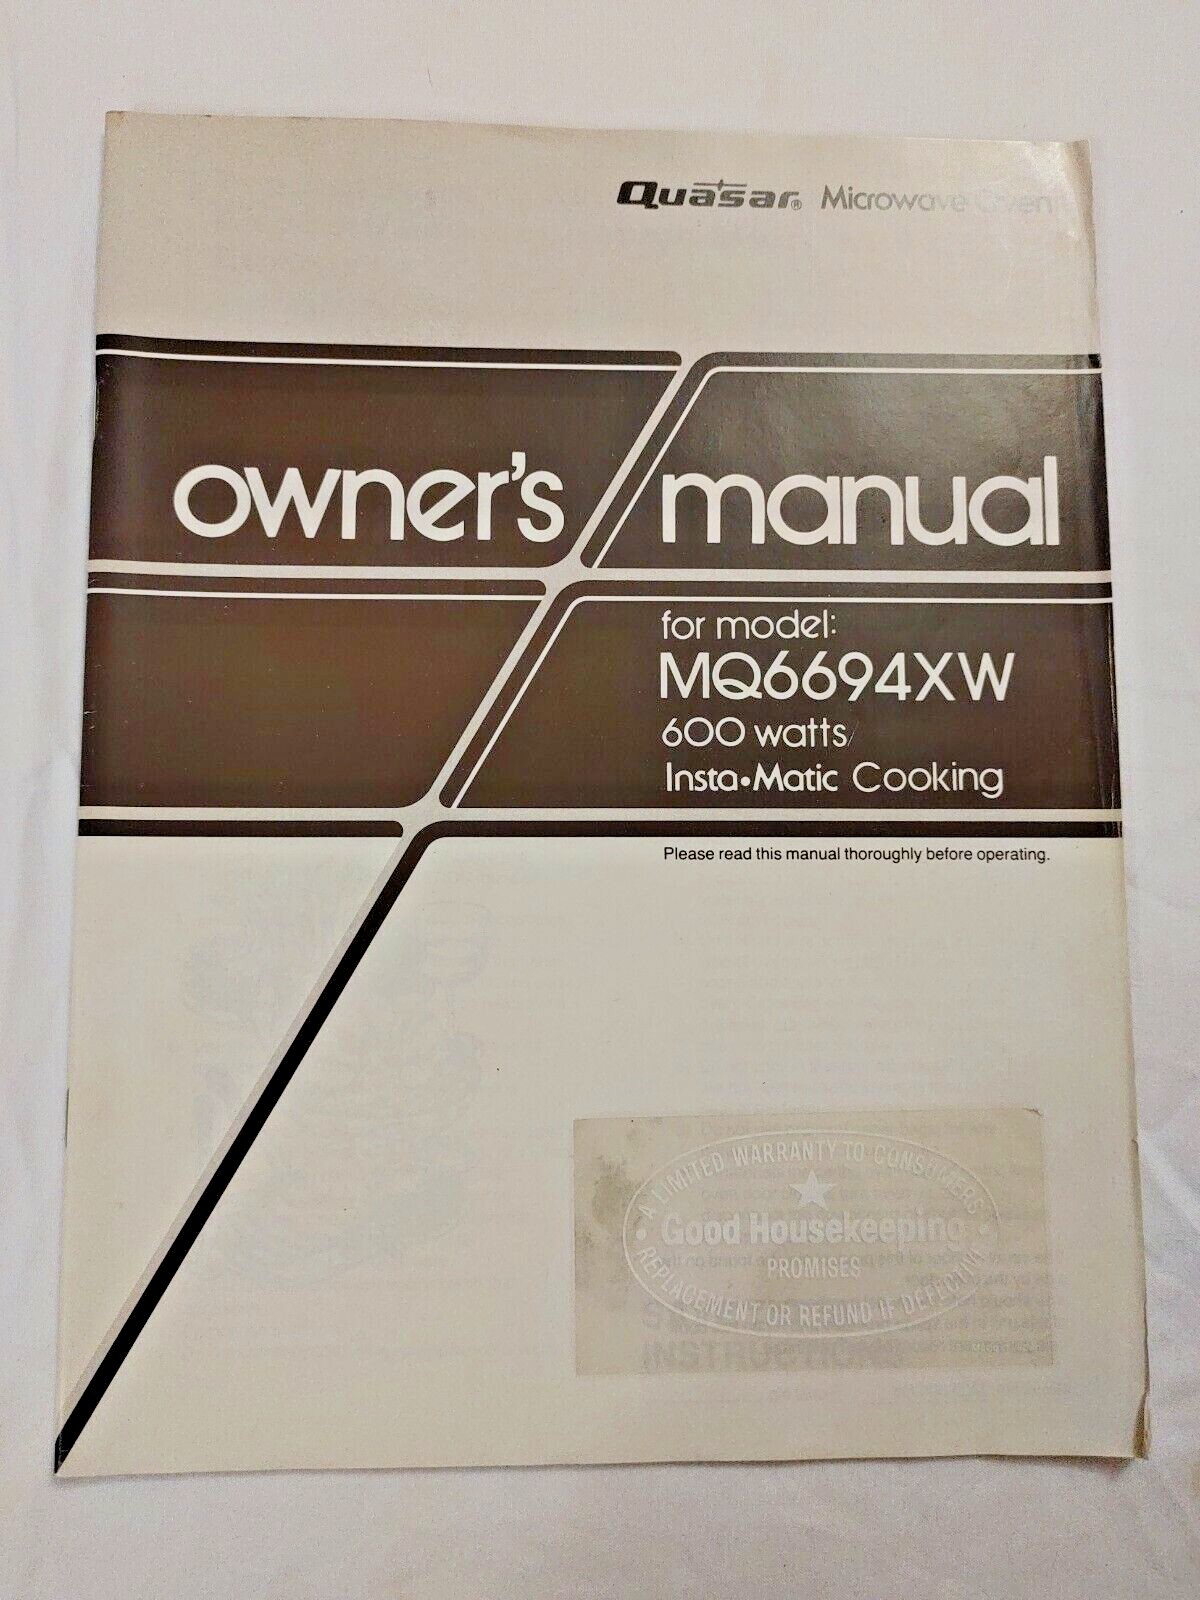 Quasar® Microwave Oven
owner's manual
for model:
MQ6694XW
600 watts/
Insta•Matic Cooking
Please read this manual thoroughly before operating.
A LIMITED WARRANTY TO CONSUMERS
Good Housekeeping
PROMISES
REPLACEMENT OR REFUND IF DEFECTIVE
INSTRUCTIONS